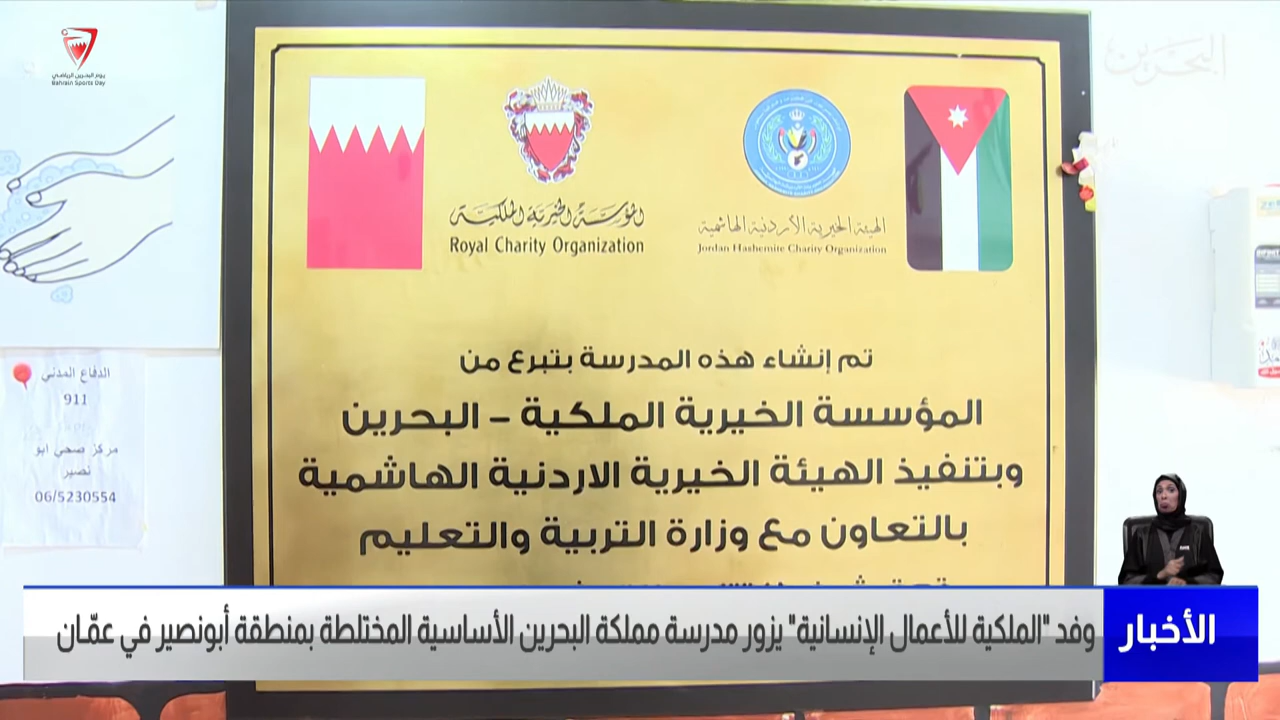 يوم البحرين الرياضي
Bahrain Sports Day
البحرين
المؤسسة الخيرية الملكية
Royal Charity Organization
الهيئة الخيرية الأردنية الهاشمية
Jordan Hashemite Charity Organization
تم إنشاء هذه المدرسة بتبرع من
المؤسسة الخيرية الملكية – البحرين
وبتنفيذ الهيئة الخيرية الاردنية الهاشمية
بالتعاون مع وزارة التربية والتعليم
الدفاع المدني
911
مركز صحي ابو
نصير
06/5230554
الأخبار
وفد "الملكية للأعمال الإنسانية" يزور مدرسة مملكة البحرين الأساسية المختلطة بمنطقة أبونصير في عمّان